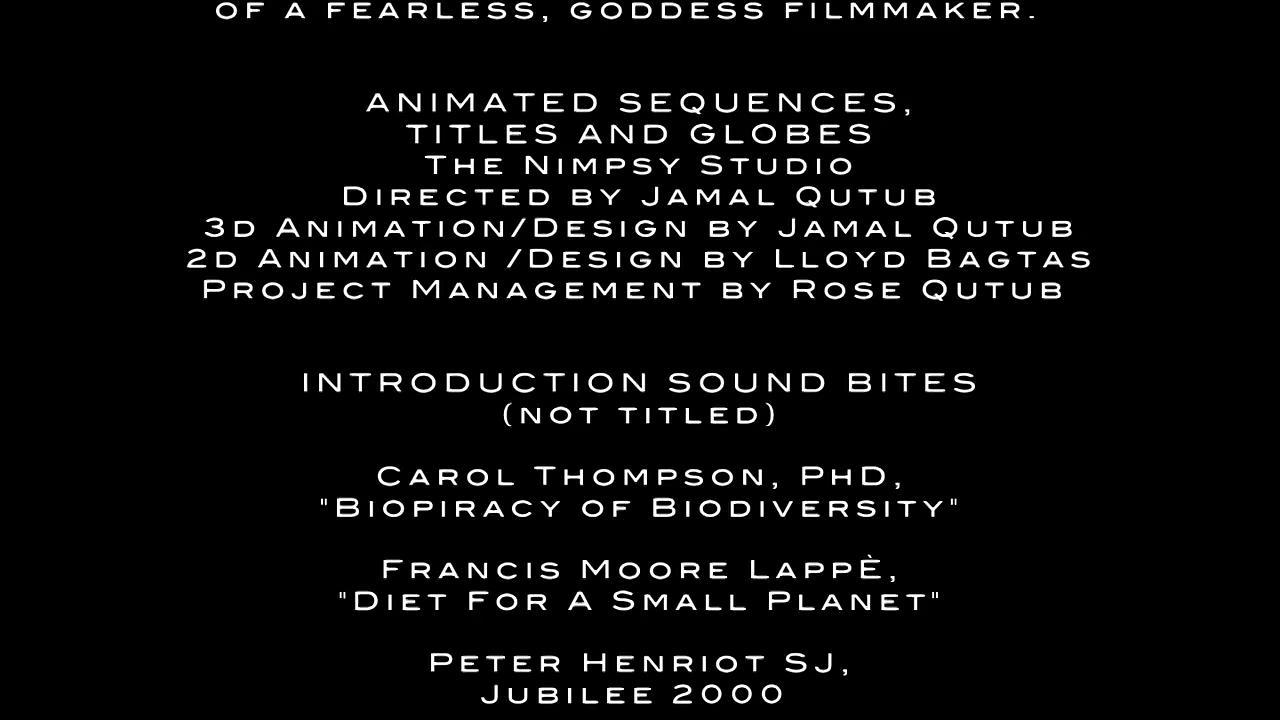 OF A FEARLESS, GODDESS FILMMAKER.
ANIMATED SEQUENCES,
TITLES AND GLOBES
THE NIMPSY STUDIO
DIRECTED BY JAMAL QUTUB
3D ANIMATION/DESIGN BY JAMAL QUTUB
2D ANIMATION /DESIGN BY LLOYD BAGTAS
PROJECT MANAGEMENT BY ROSE QUTUB
INTRODUCTION SOUND BITES
(NOT TITLED)
CAROL THOMPSON, PHD,
"BIOPIRACY OF BIODIVERSITY"
FRANCIS MOORE LAPPÈ,
"DIET FOR A SMALL PLANET"
PETER HENRIOT SJ,
JUBILEE 2000